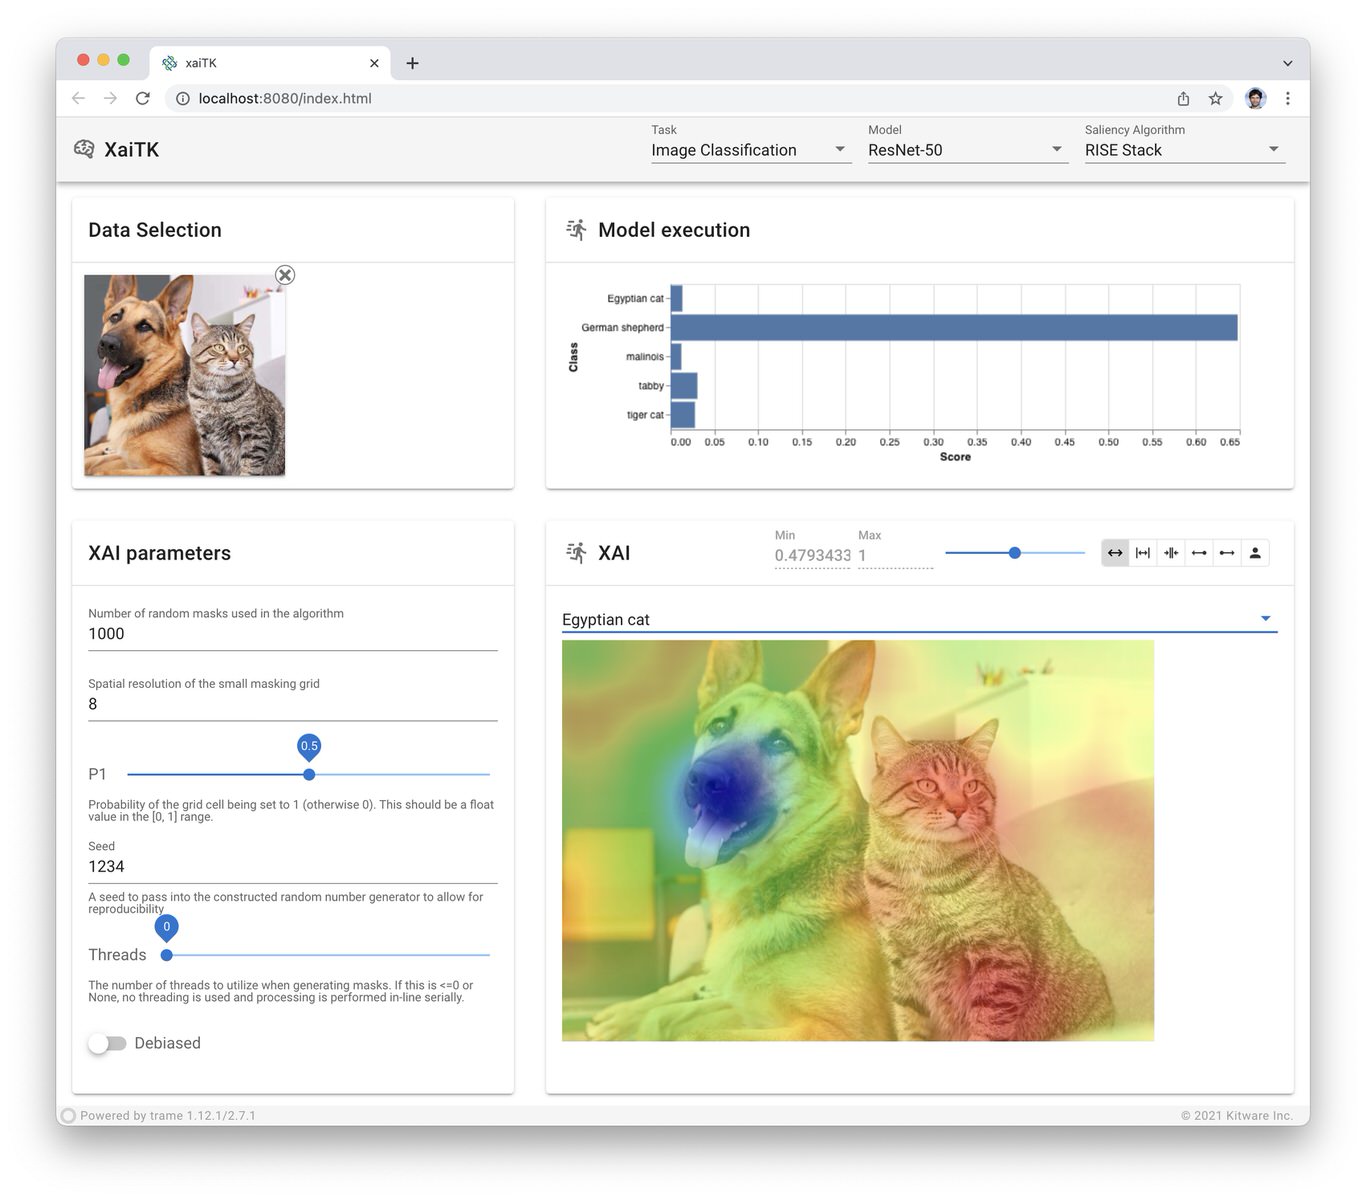 xaiTK
localhost:8080/index.html
XaiTK
Task
Image Classification
Model
ResNet-50
Saliency Algorithm
RISE Stack
Data Selection
Model execution
Class
Egyptian cat
German shepherd
malinois
tabby
tiger cat
0.00 0.05 0.10 0.15 0.20 0.25 0.30 0.35 0.40 0.45 0.50 0.55 0.60 0.65
Score
XAI parameters
Number of random masks used in the algorithm
1000
Spatial resolution of the small masking grid
8
0.5
P1
Probability of the grid cell being set to 1 (otherwise 0). This should be a float
value in the [0, 1] range.
Seed
1234
A seed to pass into the constructed random number generator to allow for
reproducibility
0
Threads
The number of threads to utilize when generating masks. If this is <=0 or
None, no threading is used and processing is performed in-line serially.
Debiased
XAI
Min
0.4793433
Max
1
Egyptian cat
Powered by trame 1.12.1/2.7.1
© 2021 Kitware Inc.